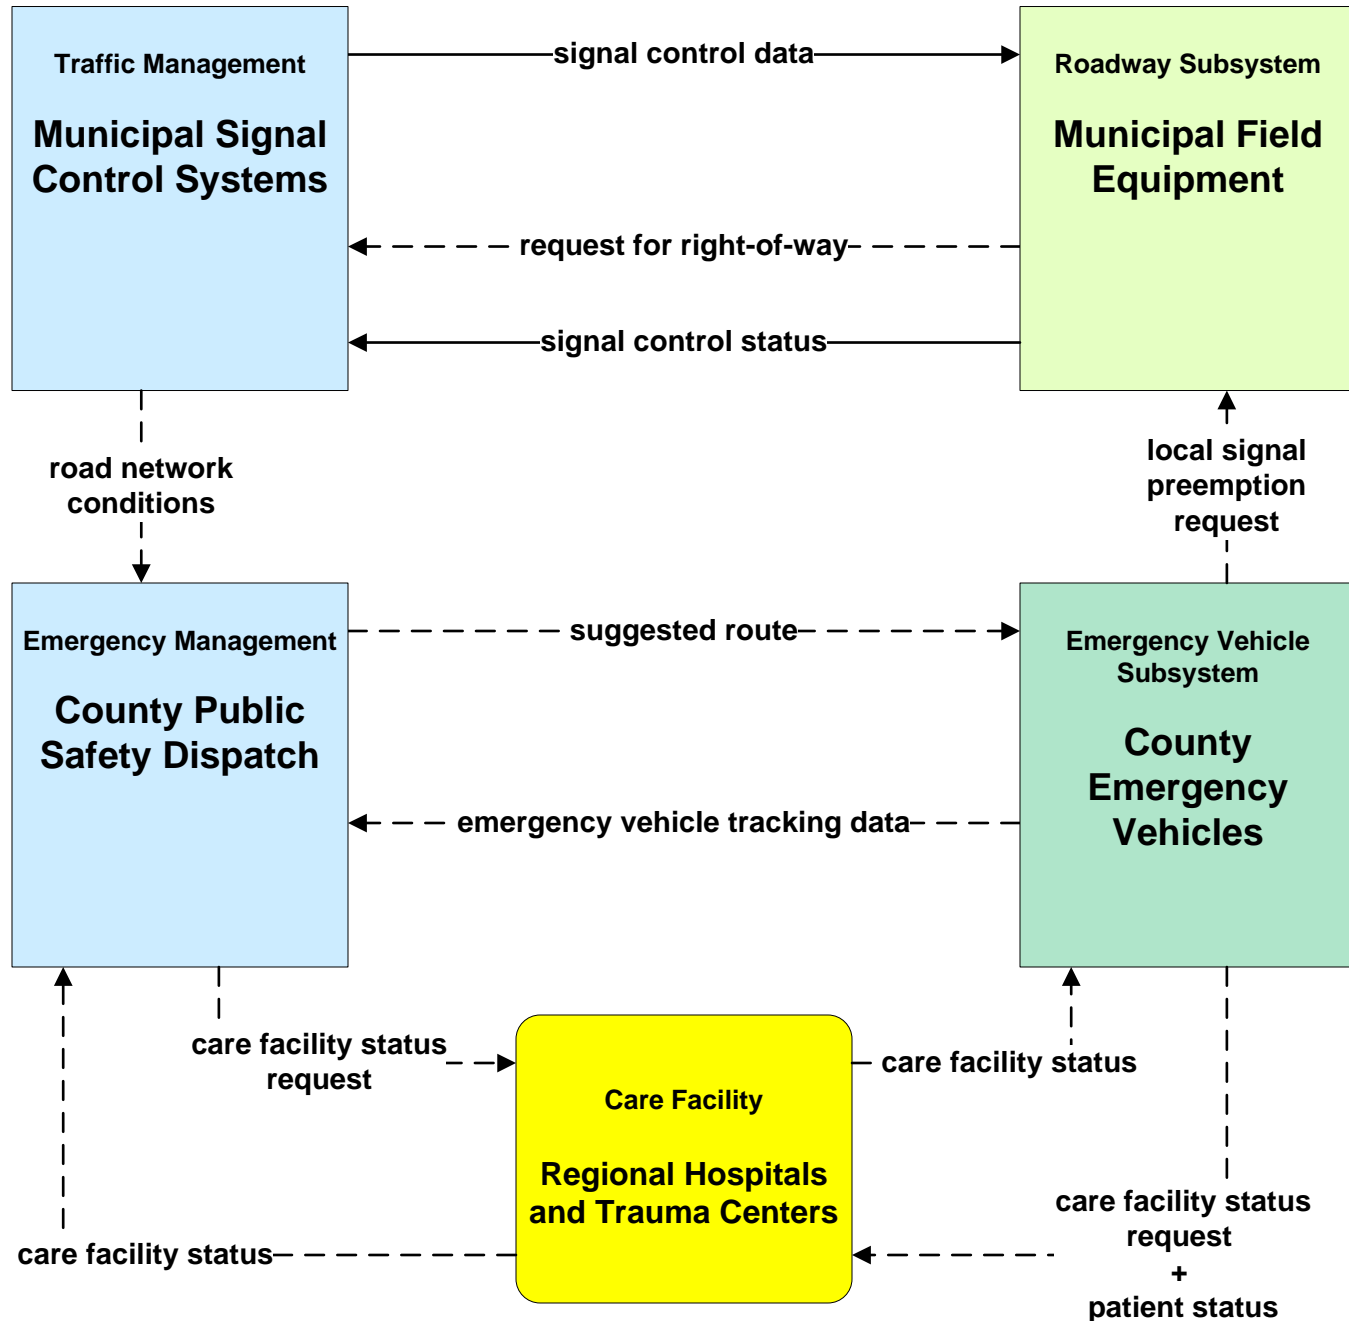 Traffic Management
Municipal Signal
Control Systems
signal control data
Roadway Subsystem
Municipal Field
Equipment
request for right-of-way
signal control status
road network
conditions
local signal
preemption
request
Emergency Management
County Public
Safety Dispatch
suggested route
Emergency Vehicle
Subsystem
County
Emergency
Vehicles
emergency vehicle tracking data
care facility status
request
Care Facility
Regional Hospitals
and Trauma Centers
care facility status
care facility status
care facility status
request
+
patient status